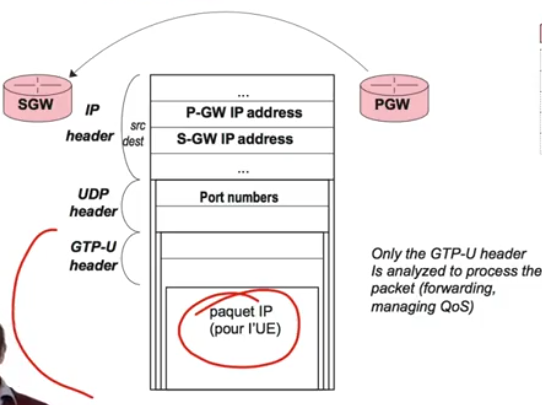 SGW
PGW
IP
header
src
dest
...
P-GW IP address
S-GW IP address
...
UDP
header
Port numbers
GTP-U
header
paquet IP
(pour l'UE)
Only the GTP-U header
Is analyzed to process the
packet (forwarding,
managing QoS)